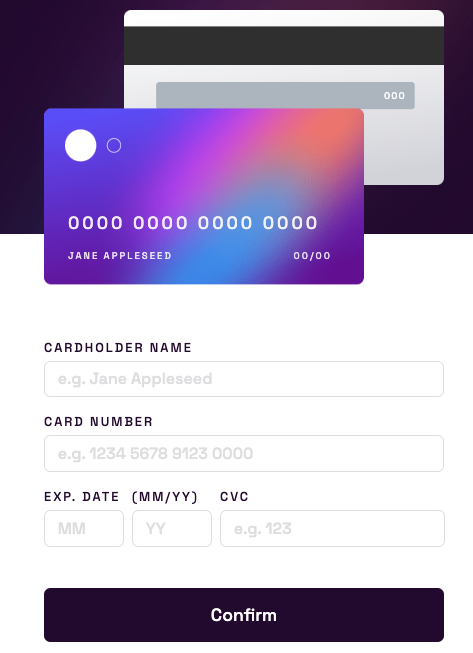 000
0000 0000 0000 0000
JANE APPLESEED 00/00
CARDHOLDER NAME
e.g. Jane Appleseed
CARD NUMBER
e.g. 1234 5678 9123 0000
EXP. DATE (MM/YY) CVC
MM YY e.g. 123
Confirm